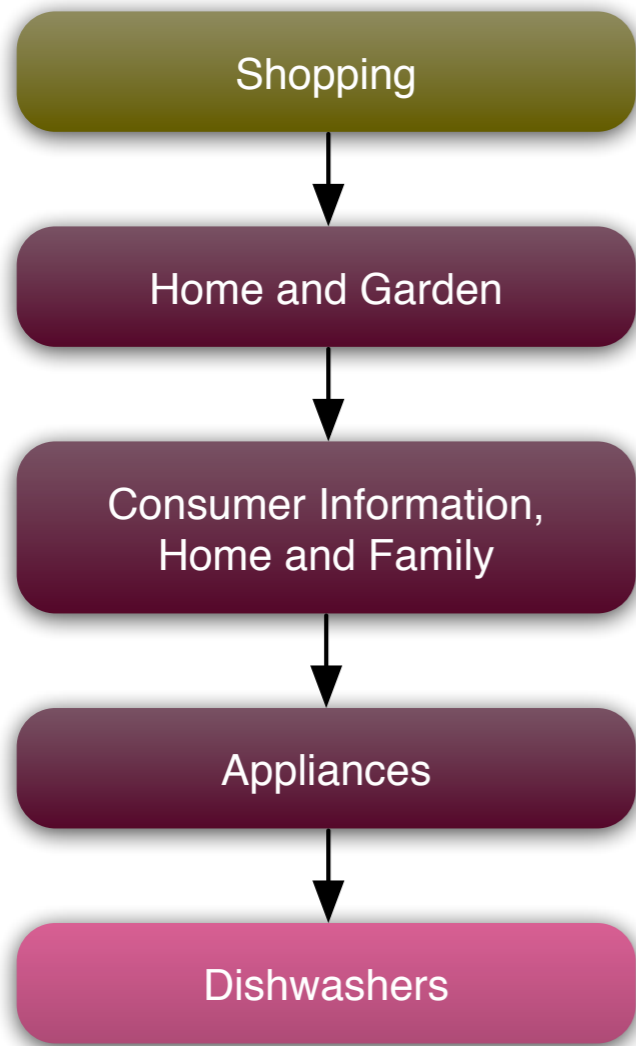 Shopping
Home and Garden
Consumer Information,
Home and Family
Appliances
Dishwashers